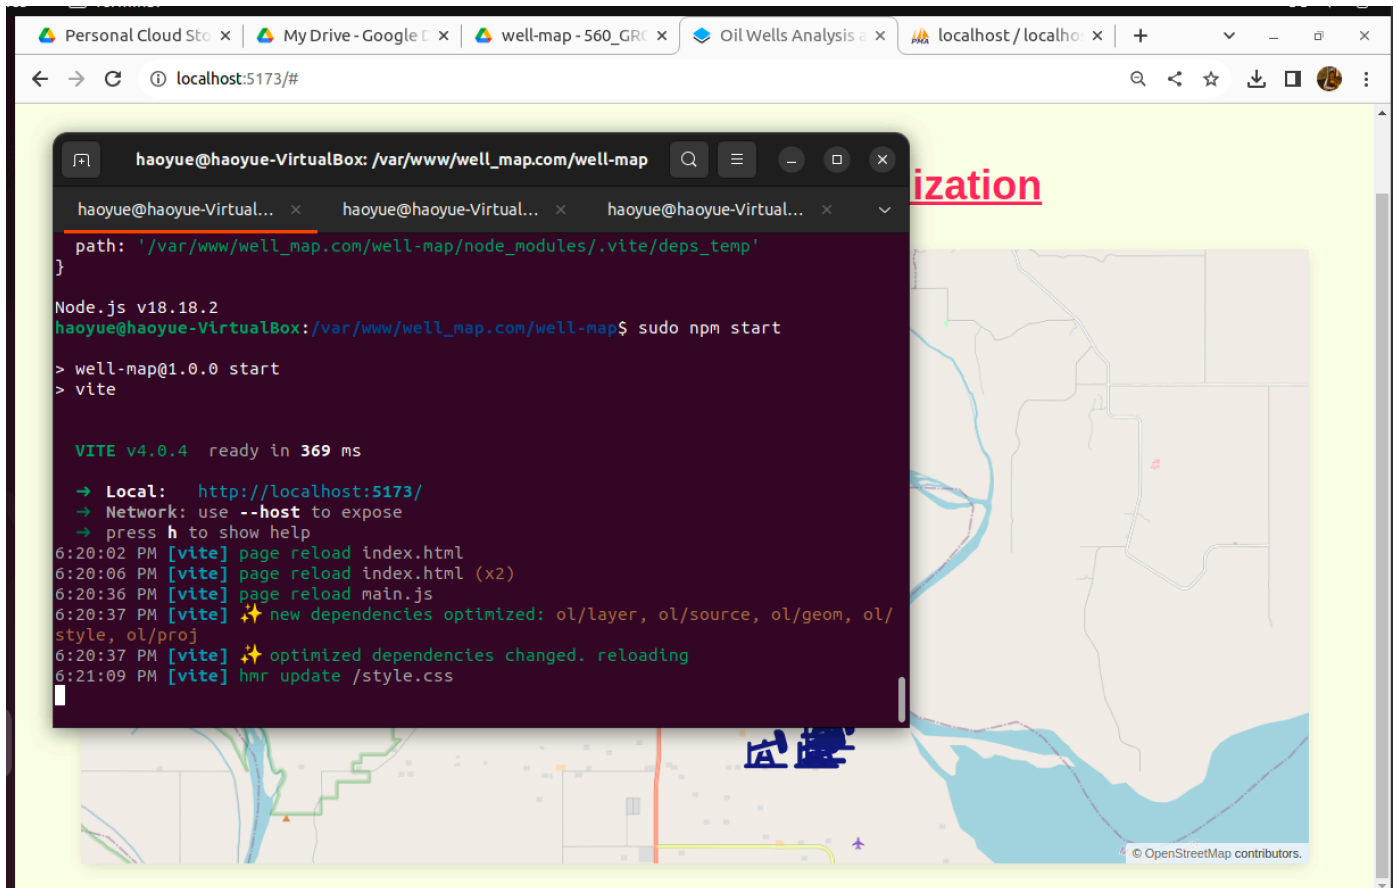 Terminal
Personal Cloud Sto
My Drive - Google D
well-map - 560_GRO
Oil Wells Analysis a
localhost / localho
localhost:5173/#
ization
haoyue@haoyue-VirtualBox: /var/www/well_map.com/well-map
haoyue@haoyue-Virtual...
haoyue@haoyue-Virtual...
haoyue@haoyue-Virtual...
path: '/var/www/well_map.com/well-map/node_modules/.vite/deps_temp'
}
Node.js v18.18.2
haoyue@haoyue-VirtualBox:/var/www/well_map.com/well-map$ sudo npm start
> well-map@1.0.0 start
> vite
VITE v4.0.4 ready in 369 ms
➜ Local: http://localhost:5173/
➜ Network: use --host to expose
➜ press h to show help
6:20:02 PM [vite] page reload index.html
6:20:06 PM [vite] page reload index.html (x2)
6:20:36 PM [vite] page reload main.js
6:20:37 PM [vite] ✨ new dependencies optimized: ol/layer, ol/source, ol/geom, ol/
style, ol/proj
6:20:37 PM [vite] ✨ optimized dependencies changed. reloading
6:21:09 PM [vite] hmr update /style.css
© OpenStreetMap contributors.